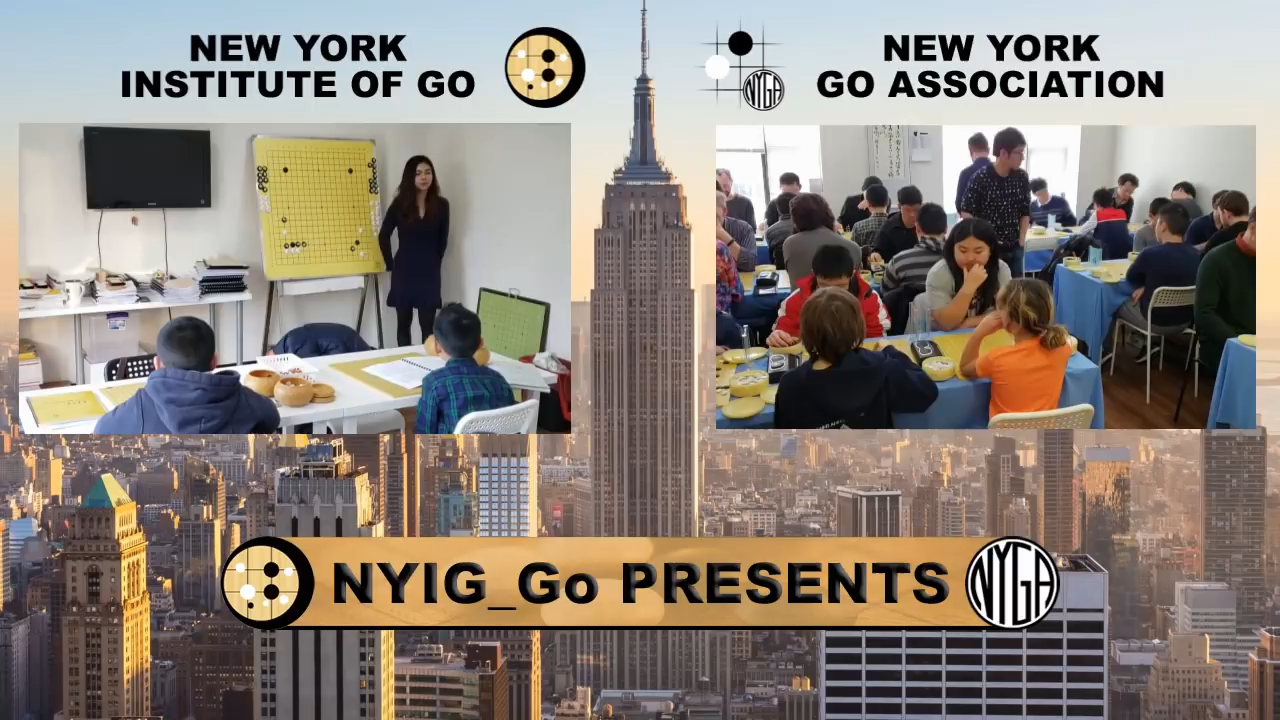 NEW YORK
INSTITUTE OF GO
NEW YORK
GO ASSOCIATION
NYGA
NYIG_Go PRESENTS
NYGA